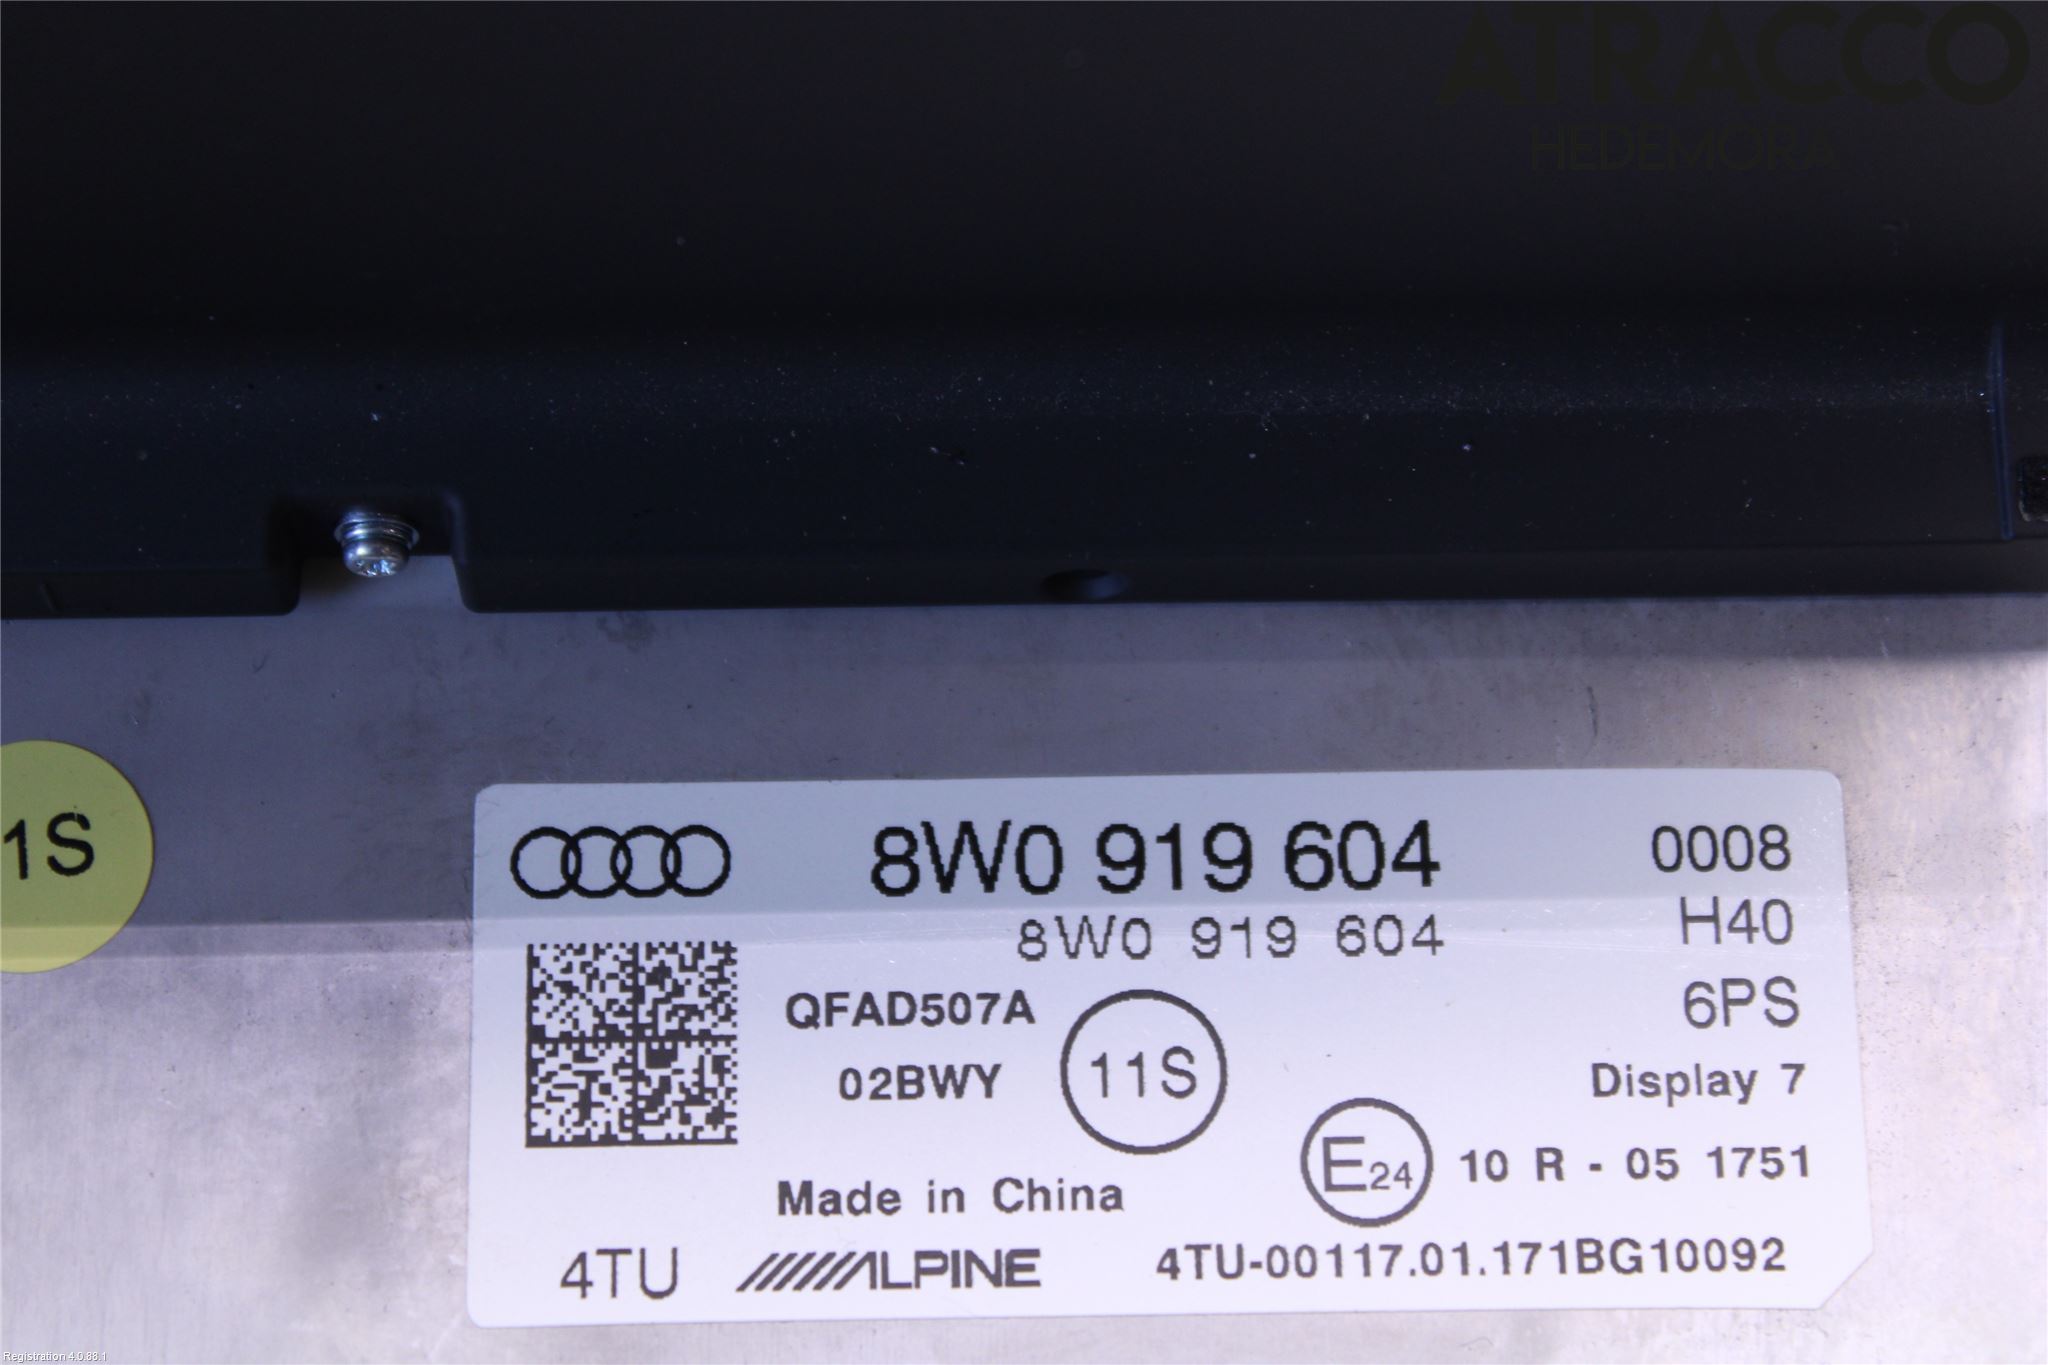 ATRACCO
HEDEMORA
1S
8W0 919 604
0008
8W0 919 604
H40
QFAD507A
11S
6PS
02BWY
Display 7
E24
10 R - 05 1751
Made in China
4TU
ALPINE
4TU-00117.01.171BG10092
Registration 4.0.88.1